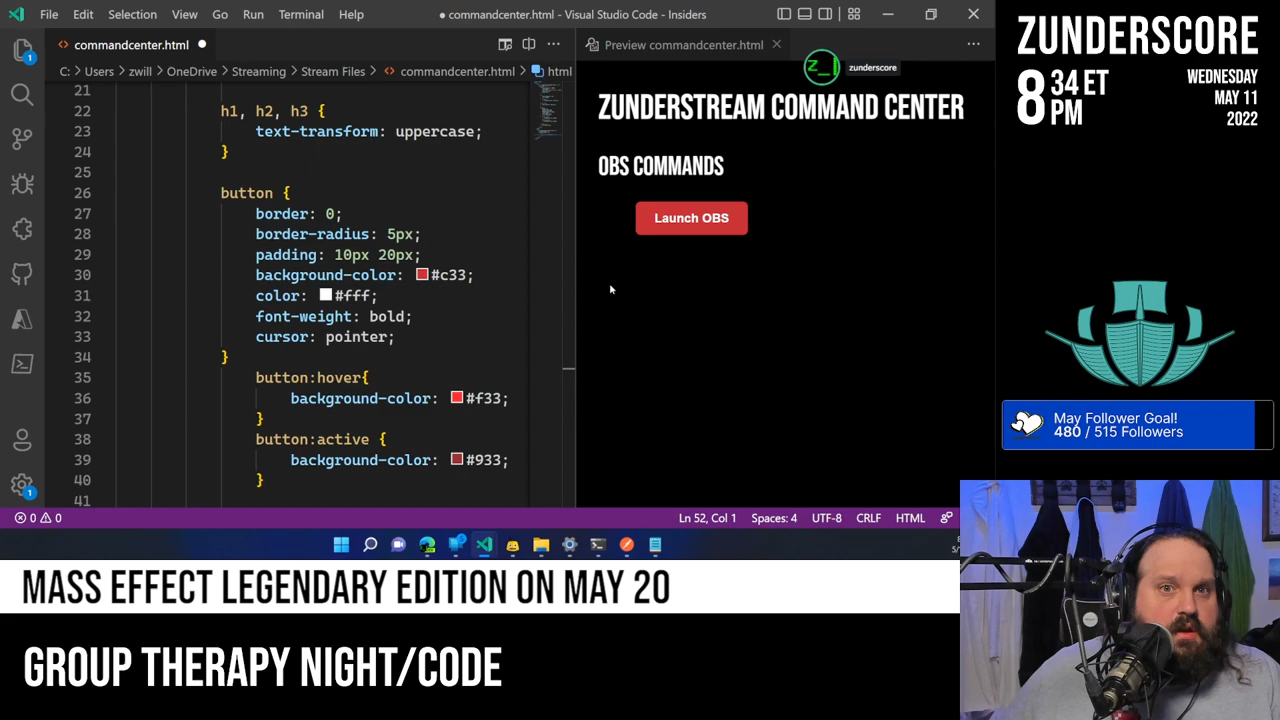 File Edit Selection View Go Run Terminal Help
● commandcenter.html - Visual Studio Code - Insiders
commandcenter.html ●
C: > Users > zwill > OneDrive > Streaming > Stream Files > commandcenter.html > html
21
22 h1, h2, h3 {
23 text-transform: uppercase;
24 }
25
26 button {
27 border: 0;
28 border-radius: 5px;
29 padding: 10px 20px;
30 background-color: #c33;
31 color: #fff;
32 font-weight: bold;
33 cursor: pointer;
34 }
35 button:hover{
36 background-color: #f33;
37 }
38 button:active {
39 background-color: #933;
40 }
41
Preview commandcenter.html
z_
zunderscore
ZUNDERSTREAM COMMAND CENTER
OBS COMMANDS
Launch OBS
1
1
0 0
Ln 52, Col 1 Spaces: 4 UTF-8 CRLF HTML
ZUNDERSCORE
8 34 ET
PM
WEDNESDAY
MAY 11
2022
May Follower Goal!
480 / 515 Followers
MASS EFFECT LEGENDARY EDITION ON MAY 20
GROUP THERAPY NIGHT/CODE